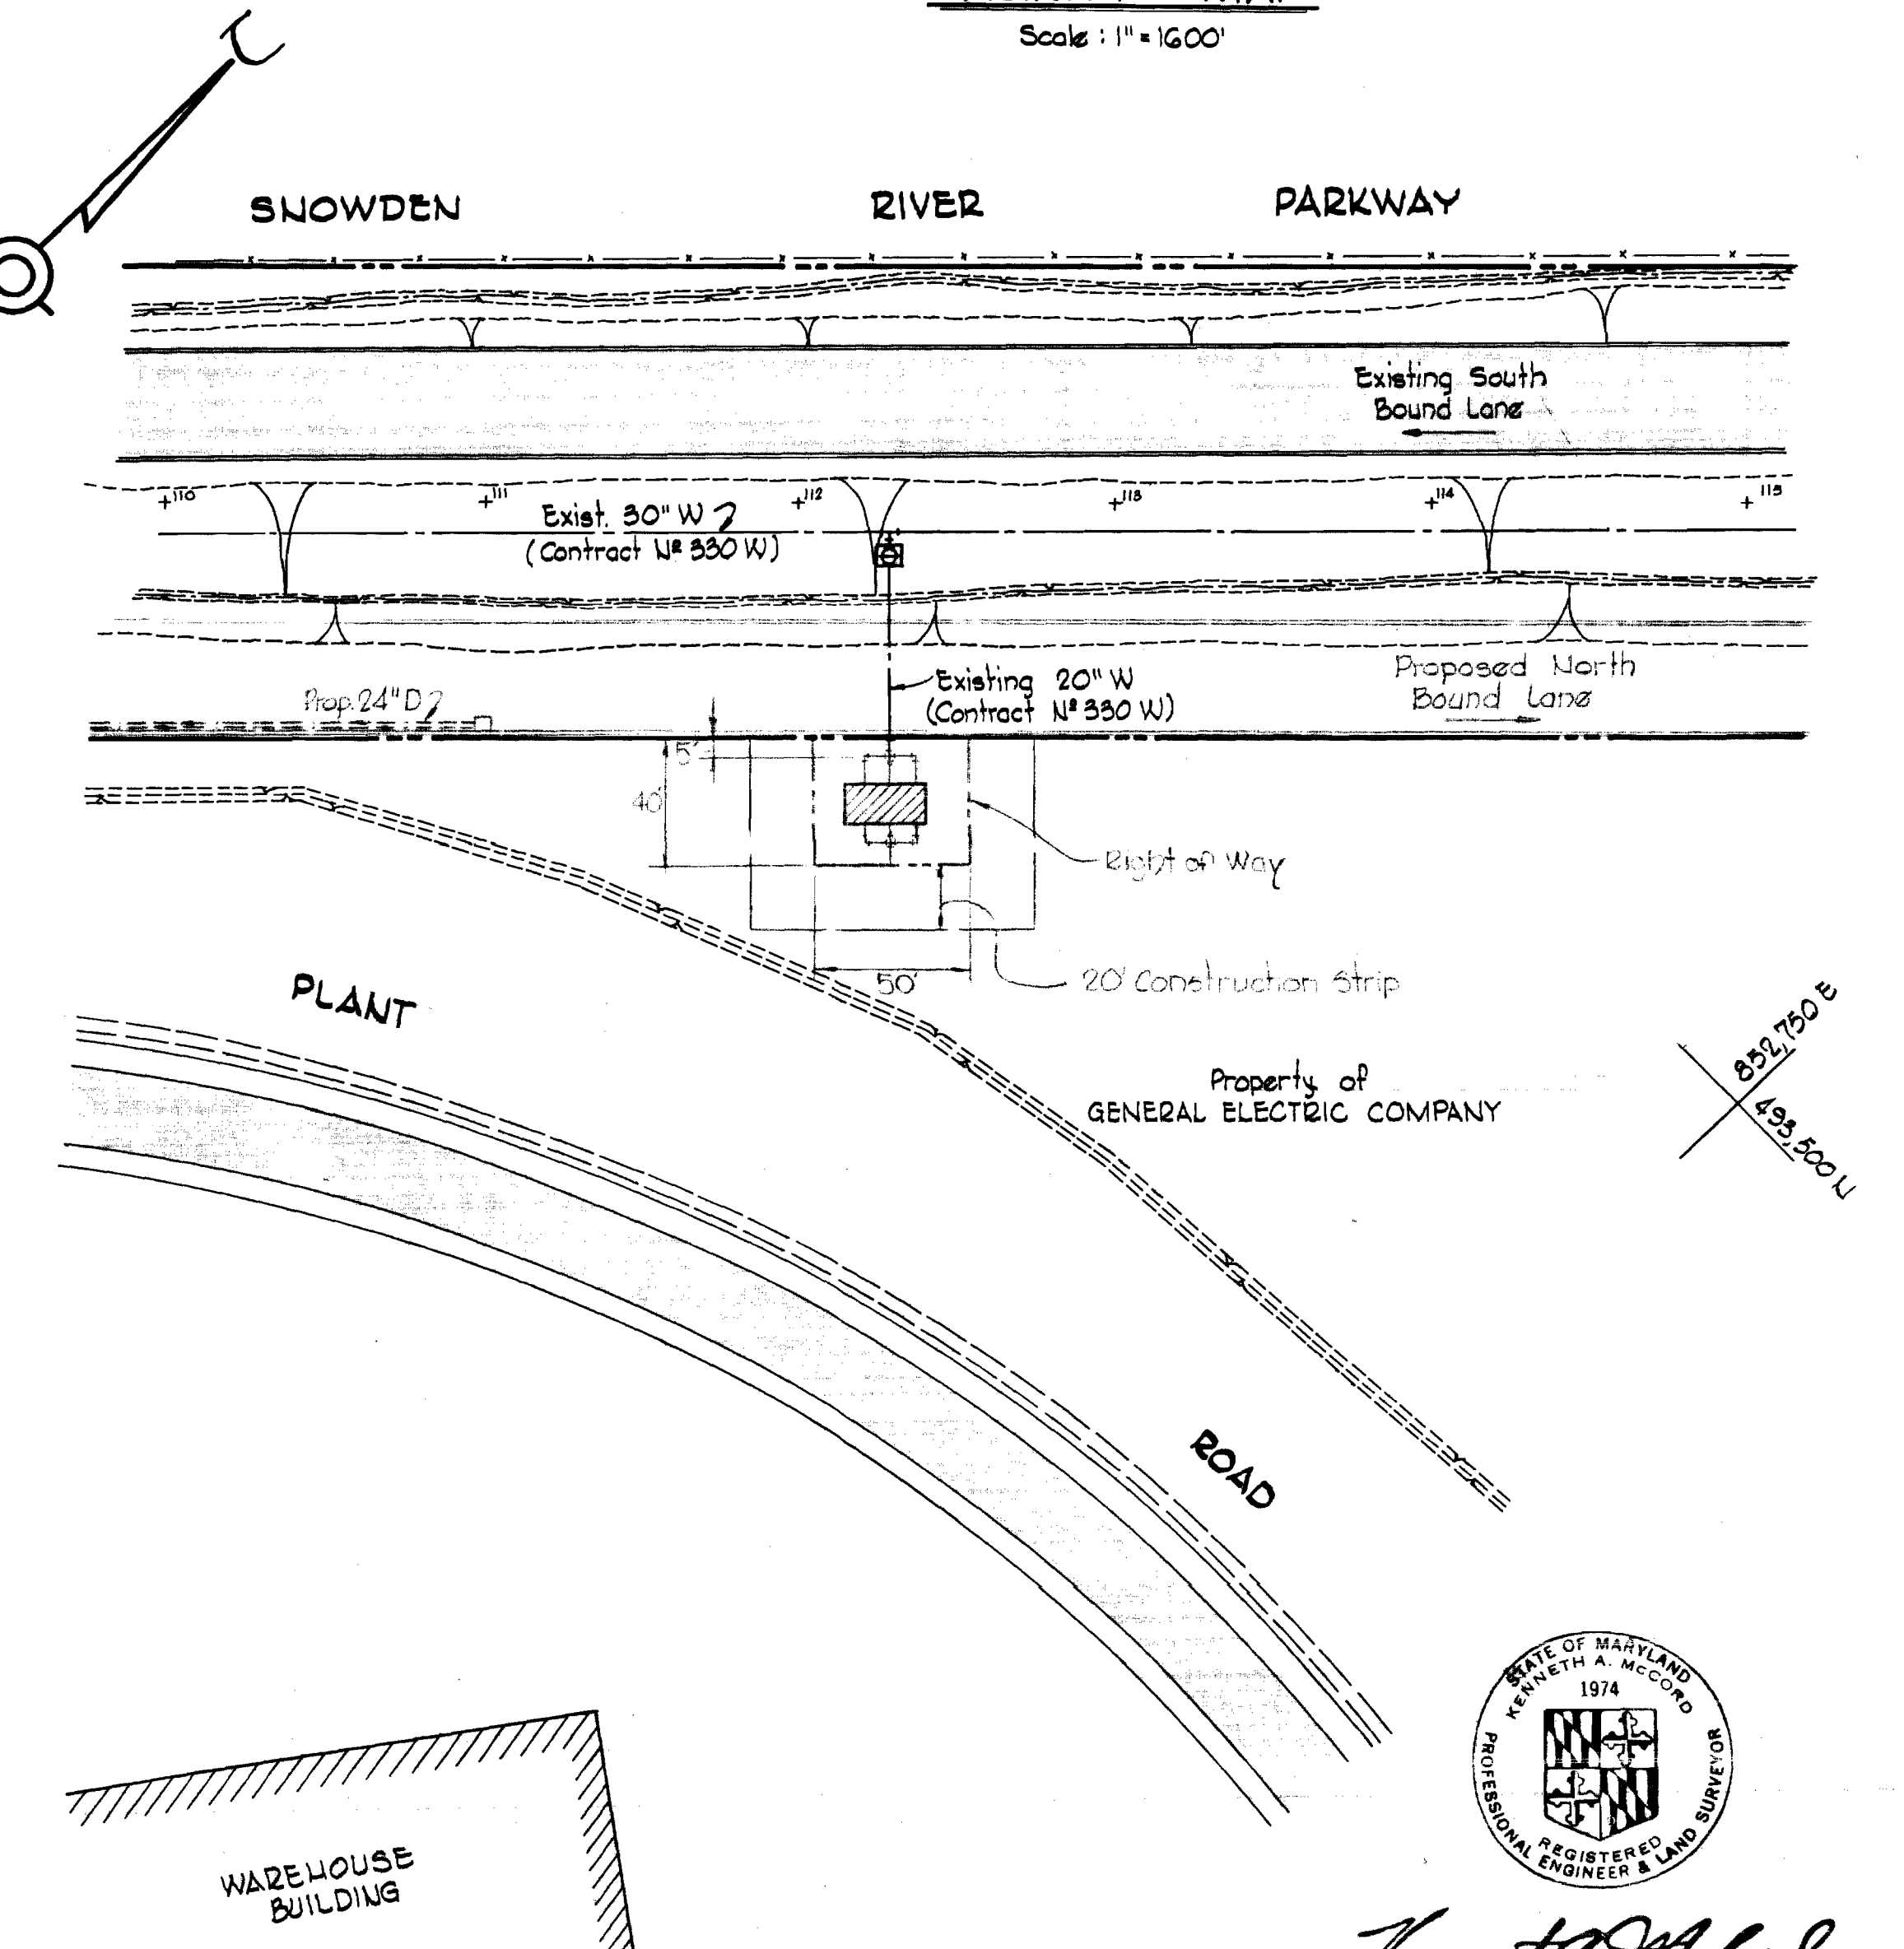 Scale : 1" = 1600'
SNOWDEN RIVER PARKWAY
Existing South
Bound Lane
110 111 112 113 114 115
Exist. 30" W
(Contract Nº 330 W)
Proposed North
Bound Lane
Existing 20" W
(Contract Nº 330 W)
Prop. 24" D
5'
40'
Right of Way
50'
20' Construction Strip
PLANT ROAD
Property of
GENERAL ELECTRIC COMPANY
852,750 E
493,500 N
STATE OF MARYLAND
KENNETH A. McCORD
1974
REGISTERED
PROFESSIONAL ENGINEER & LAND SURVEYOR
WAREHOUSE
BUILDING